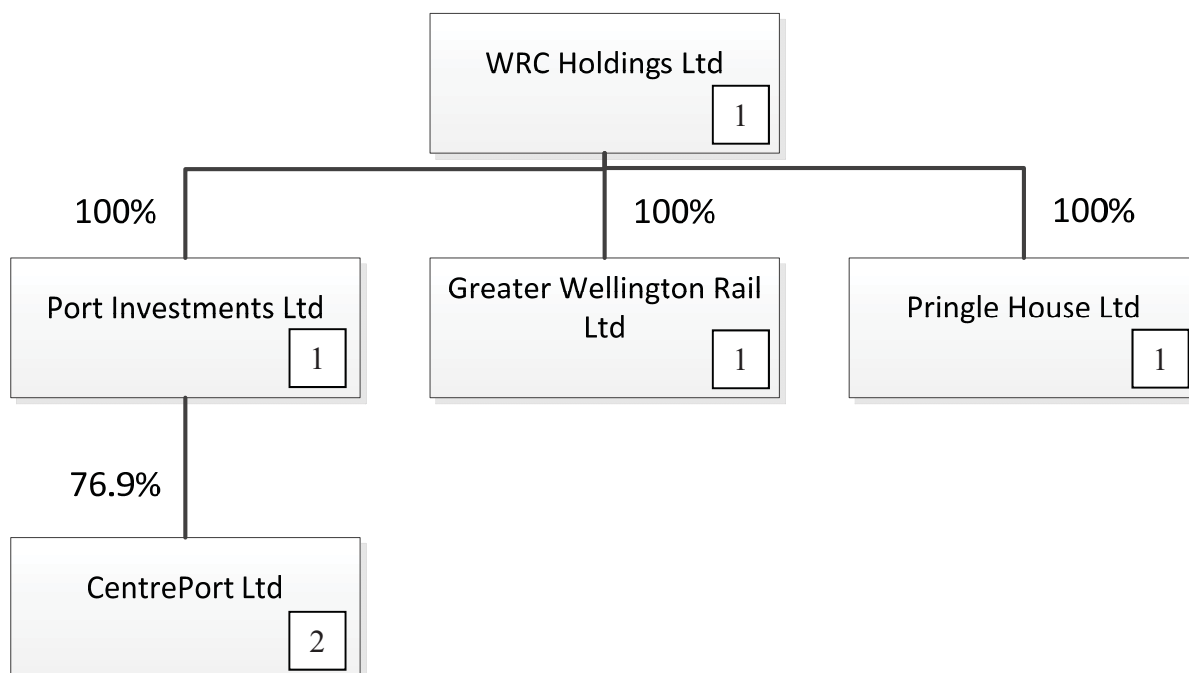 WRC Holdings Ltd
1
100%
100%
100%
Port Investments Ltd
1
Greater Wellington Rail
Ltd
1
Pringle House Ltd
1
76.9%
CentrePort Ltd
2